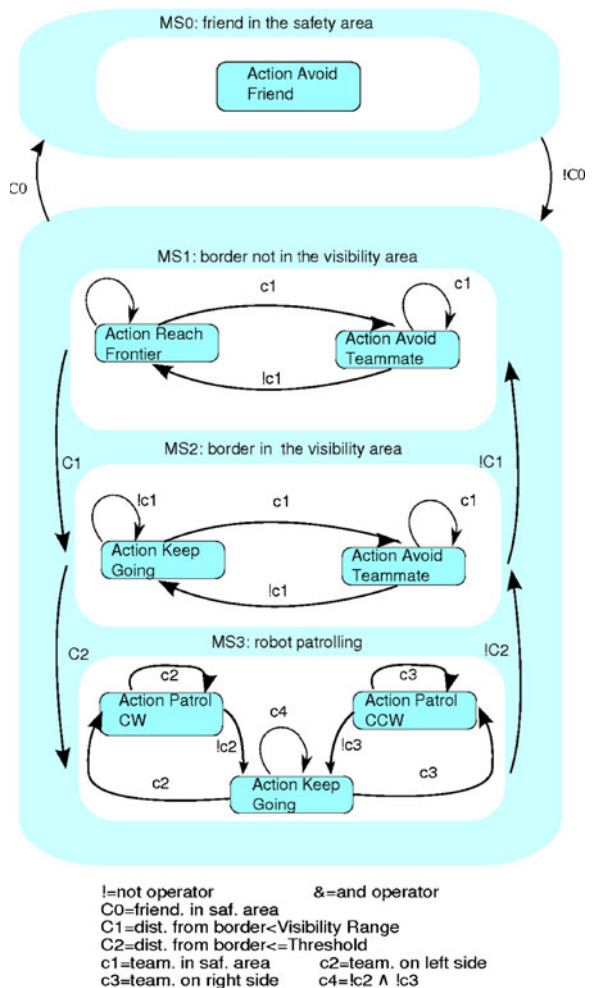 MS0: friend in the safety area
Action Avoid
Friend
C0
!C0
MS1: border not in the visibility area
c1
c1
Action Reach
Frontier
Action Avoid
Teammate
!c1
C1
!C1
MS2: border in the visibility area
!c1
c1
c1
Action Keep
Going
Action Avoid
Teammate
!c1
C2
!C2
MS3: robot patrolling
c2
c3
Action Patrol
CW
c4
Action Patrol
CCW
!c2
!c3
c2
Action Keep
Going
c3
!=not operator &=and operator
C0=friend. in saf. area
C1=dist. from border<Visibility Range
C2=dist. from border<=Threshold
c1=team. in saf. area c2=team. on left side
c3=team. on right side c4=!c2 ∧ !c3